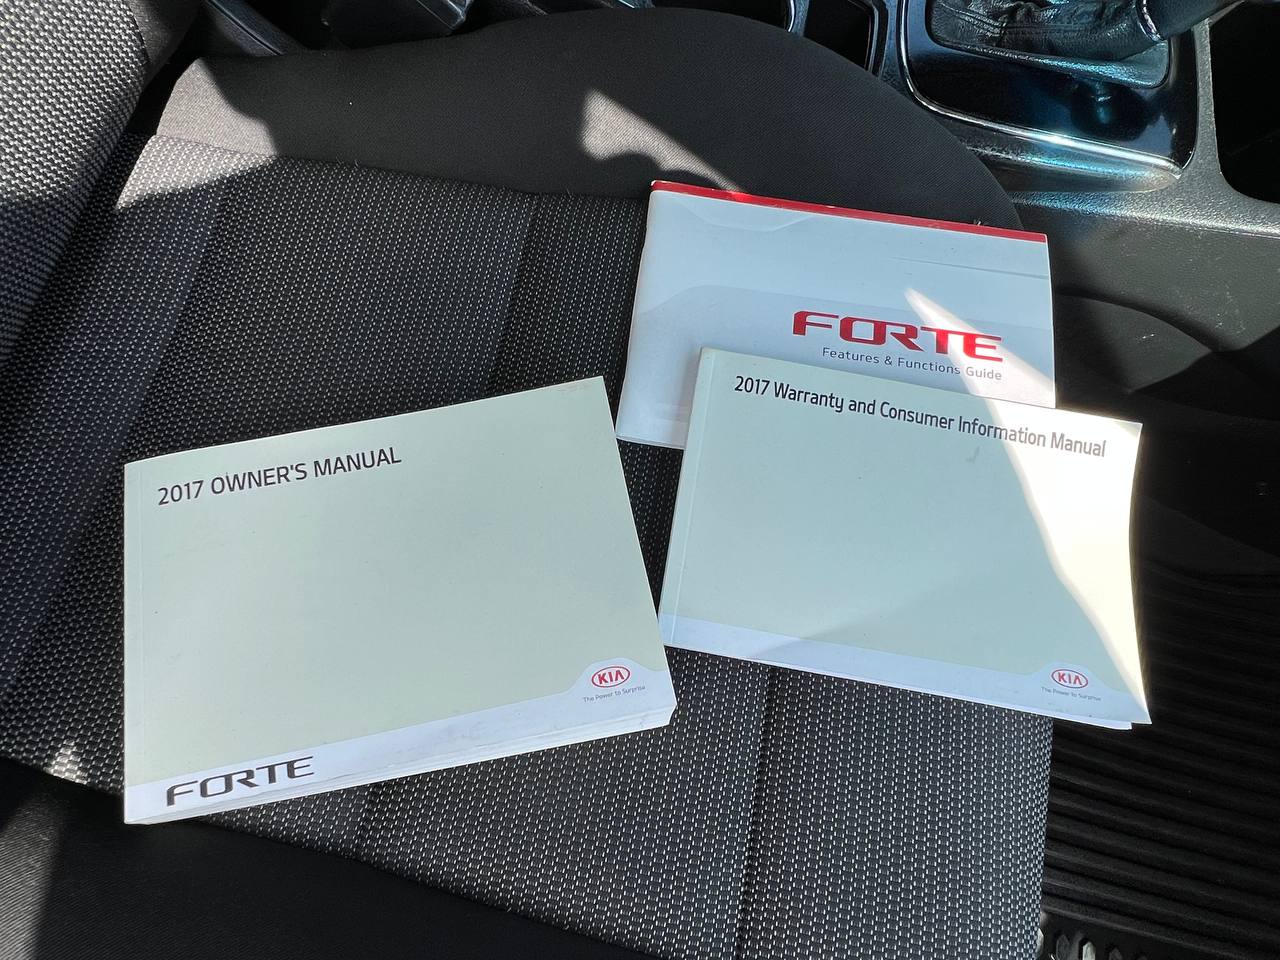 FORTE
Features & Functions Guide
2017 Warranty and Consumer Information Manual
KIA
The Power to Surprise
2017 OWNER'S MANUAL
KIA
The Power to Surprise
FORTE